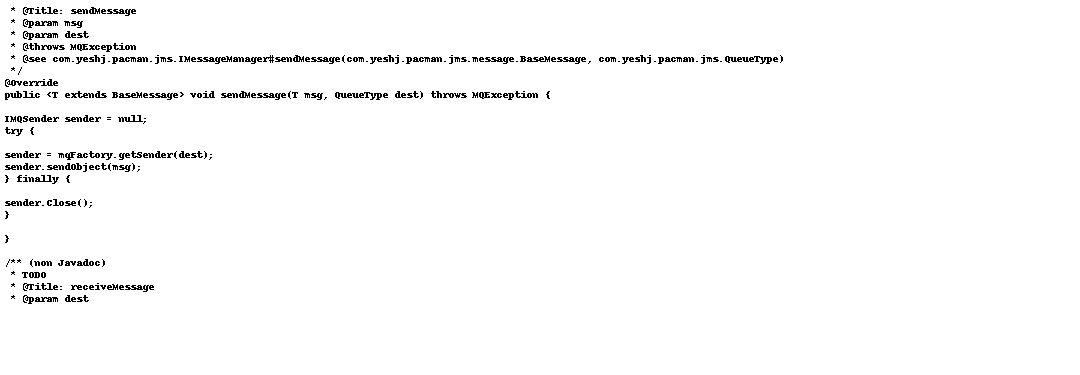 * @Title: sendMessage
* @param msg
* @param dest
* @throws MQException
* @see com.yeshj.pacman.jms.IMessageManager#sendMessage(com.yeshj.pacman.jms.message.BaseMessage, com.yeshj.pacman.jms.QueueType)
*/
@Override
public <T extends BaseMessage> void sendMessage(T msg, QueueType dest) throws MQException {
IMQSender sender = null;
try {
sender = mqFactory.getSender(dest);
sender.sendObject(msg);
} finally {
sender.Close();
}
}
/** (non Javadoc)
* TODO
* @Title: receiveMessage
* @param dest